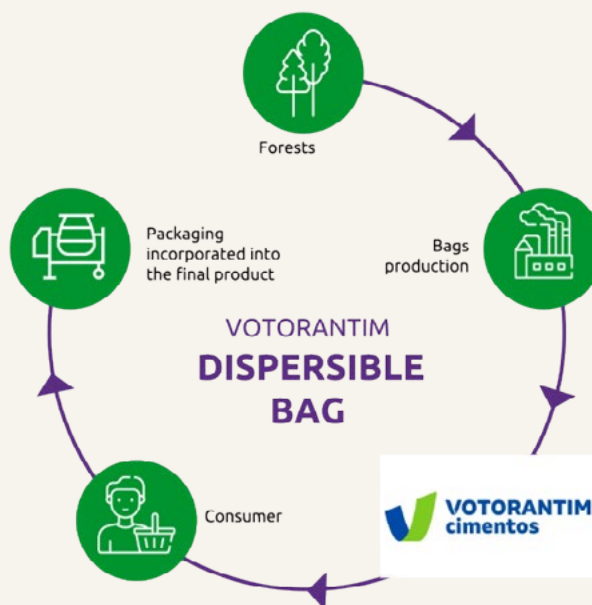 Forests
Packaging
incorporated into
the final product
Bags
production
VOTORANTIM
DISPERSIBLE
BAG
Consumer
VOTORANTIM
cimentos